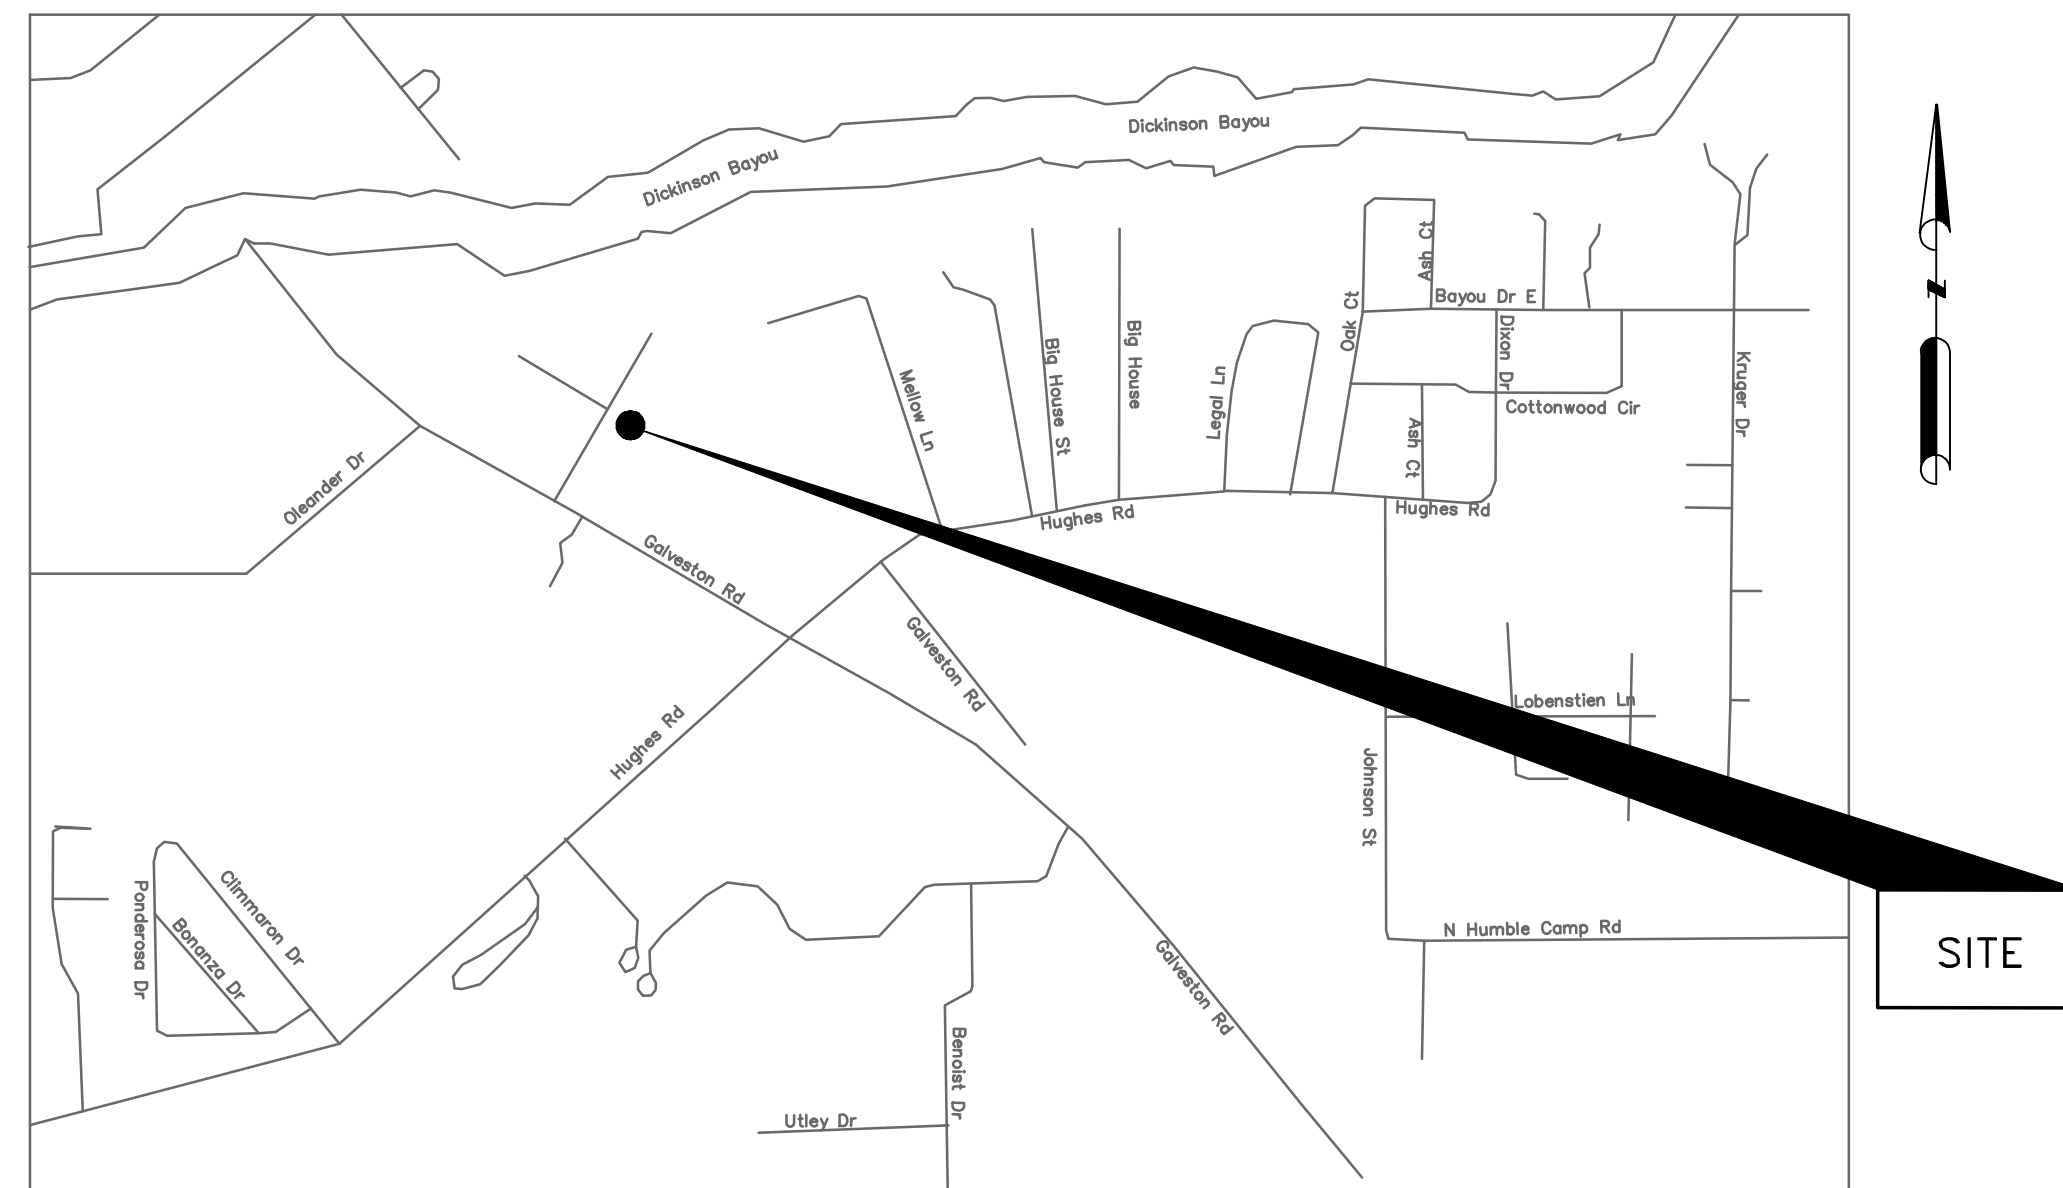 Dickinson Bayou
Dickinson Bayou
Ash Ct
Bayou Dr E
Oak Ct
Dixon Dr
Big House
Big House St
Kruger Dr
Mellow Ln
Legal Ln
Cottonwood Cir
Ash Ct
Oleander Dr
Hughes Rd
Hughes Rd
Galveston Rd
Galveston Rd
Lobenstien Ln
Hughes Rd
Johnson St
Climmaron Dr
Ponderosa Dr
Bonanza Dr
N Humble Camp Rd
SITE
Galveston Rd
Benoist Dr
Utley Dr
N